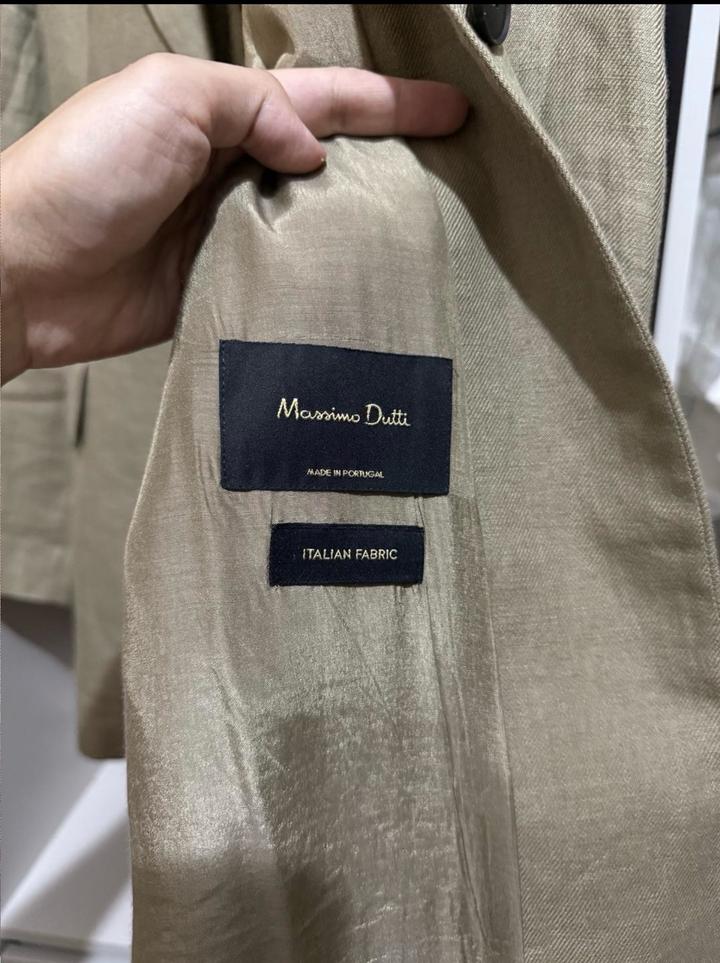 Massimo Dutti
MADE IN PORTUGAL
ITALIAN FABRIC